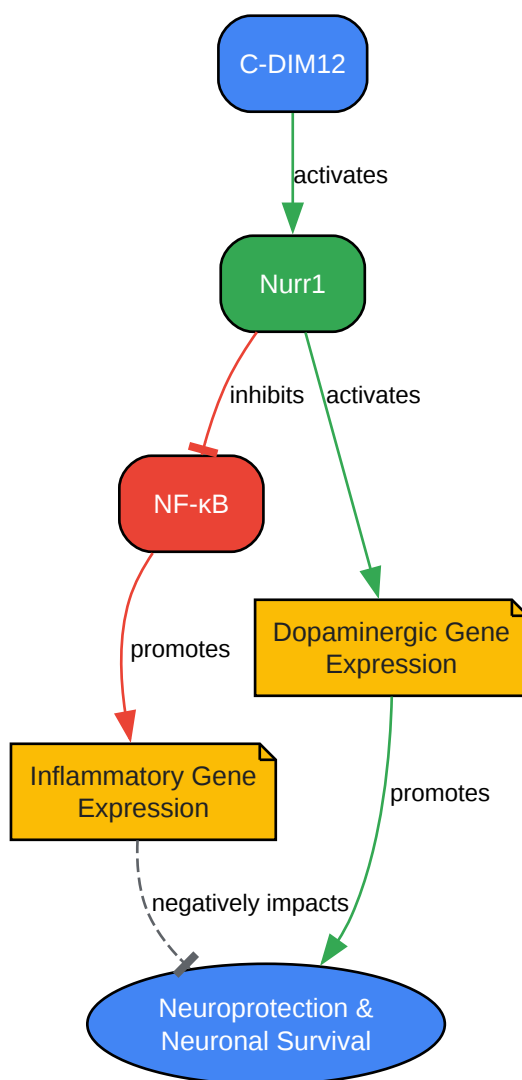 C-DIM12
activates
Nurr1
inhibits
activates
NF-κB
Dopaminergic Gene
Expression
promotes
Inflammatory Gene
Expression
promotes
negatively impacts
Neuroprotection &
Neuronal Survival